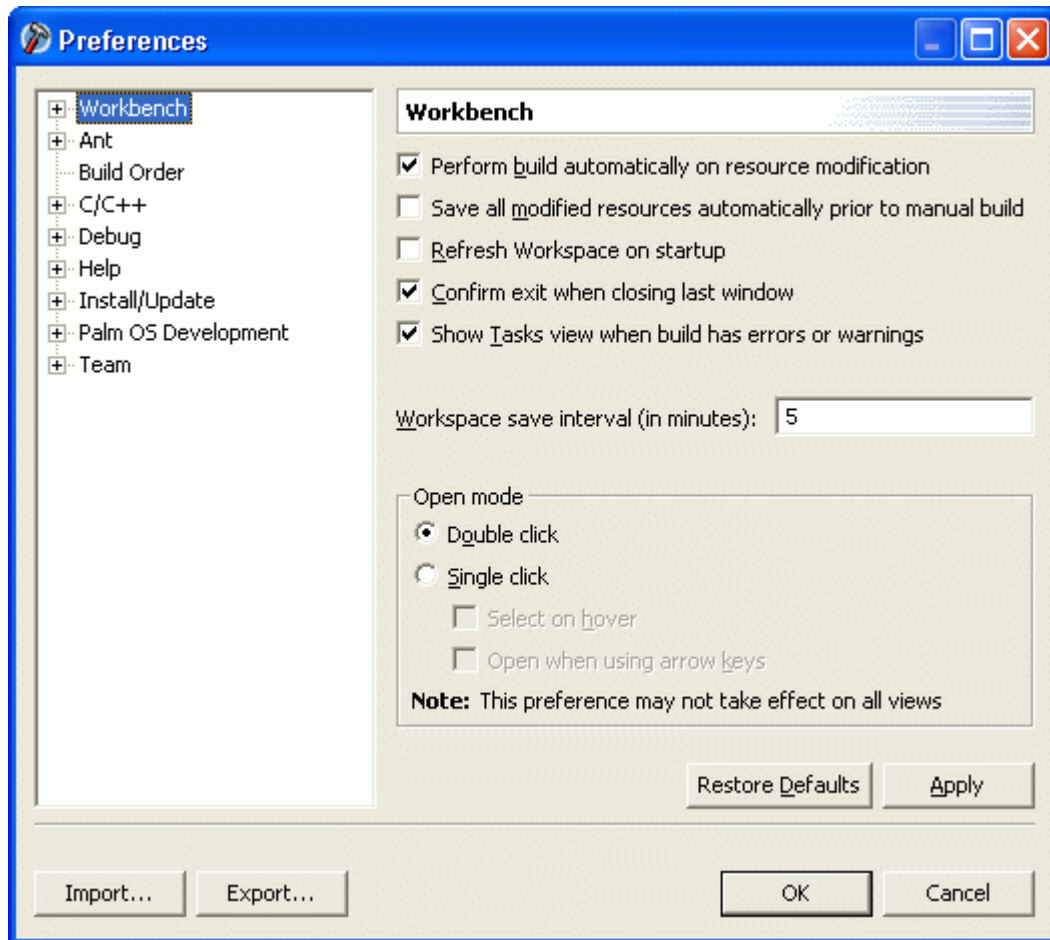 Preferences
Workbench
Ant
Build Order
C/C++
Debug
Help
Install/Update
Palm OS Development
Team
Workbench
Perform build automatically on resource modification
Save all modified resources automatically prior to manual build
Refresh Workspace on startup
Confirm exit when closing last window
Show Tasks view when build has errors or warnings
Workspace save interval (in minutes): 5
Open mode
Double click
Single click
Select on hover
Open when using arrow keys
Note: This preference may not take effect on all views
Restore Defaults Apply
Import... Export... OK Cancel